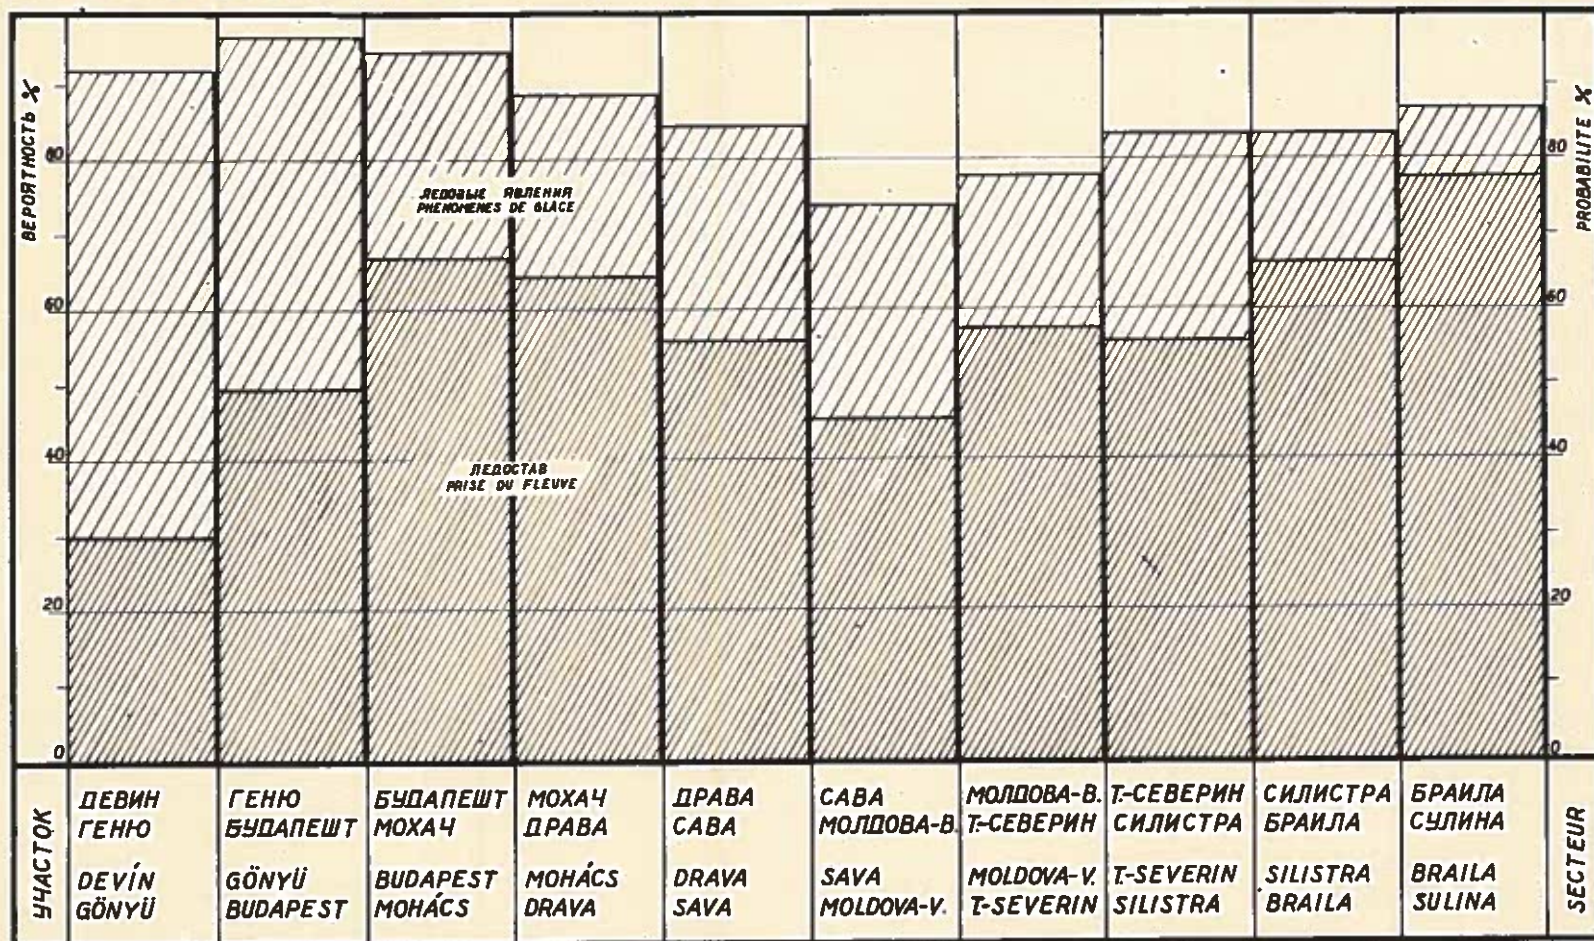 ВЕРОЯТНОСТЬ %
80
60
40
20
0
ЛЕДОВЫЕ ЯВЛЕНИЯ
PHENOMENES DE GLACE
ЛЕДОСТАВ
PRISE DU FLEUVE
PROBABILITE %
80
60
40
20
0
УЧАСТОК
ДЕВИН
ГЕНЮ
DEVÍN
GÖNYÜ
ГЕНЮ
БУДАПЕШТ
GÖNYÜ
BUDAPEST
БУДАПЕШТ
МОХАЧ
BUDAPEST
MOHÁCS
МОХАЧ
ДРАВА
MOHÁCS
DRAVA
ДРАВА
САВА
DRAVA
SAVA
САВА
МОЛДОВА-В.
SAVA
MOLDOVA-V.
МОЛДОВА-В.
Т.-СЕВЕРИН
MOLDOVA-V.
T.-SEVERIN
Т.-СЕВЕРИН
СИЛИСТРА
T.-SEVERIN
SILISTRA
СИЛИСТРА
БРАИЛА
SILISTRA
BRAILA
БРАИЛА
СУЛИНА
BRAILA
SULINA
SECTEUR